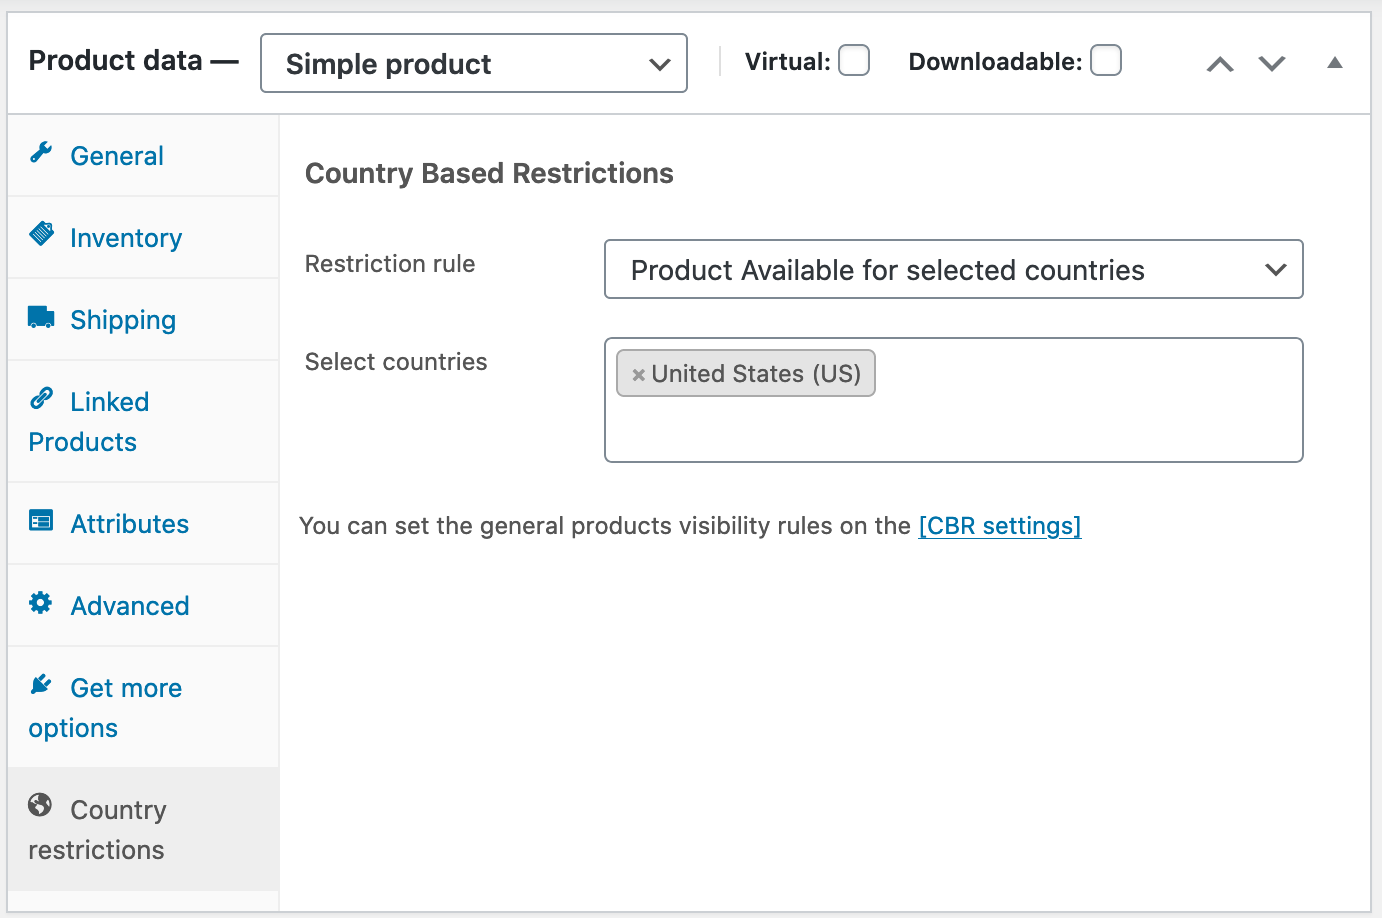 Product data — Simple product Virtual: Downloadable:
General
Inventory
Shipping
Linked
Products
Attributes
Advanced
Get more
options
Country
restrictions
Country Based Restrictions
Restriction rule Product Available for selected countries
Select countries × United States (US)
You can set the general products visibility rules on the [CBR settings]